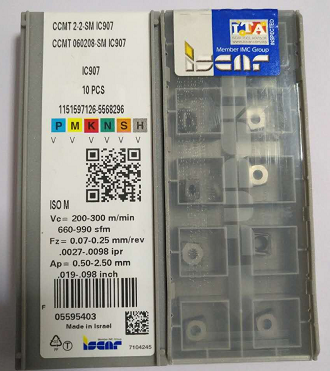 CCMT 2-2-SM IC907
CCMT 060208-SM IC907
IC907
10 PCS
1151597126-5568296
P M K N S H
V V V V V V
ISO M
Vc= 200-300 m/min
660-990 sfm
Fz= 0.07-0.25 mm/rev
.0027-.0098 ipr
Ap= 0.50-2.50 mm
.019-.098 inch
F
05595403
Made in Israel
iscar
7104245
ITA
INSPECTED
Member IMC Group
iscar